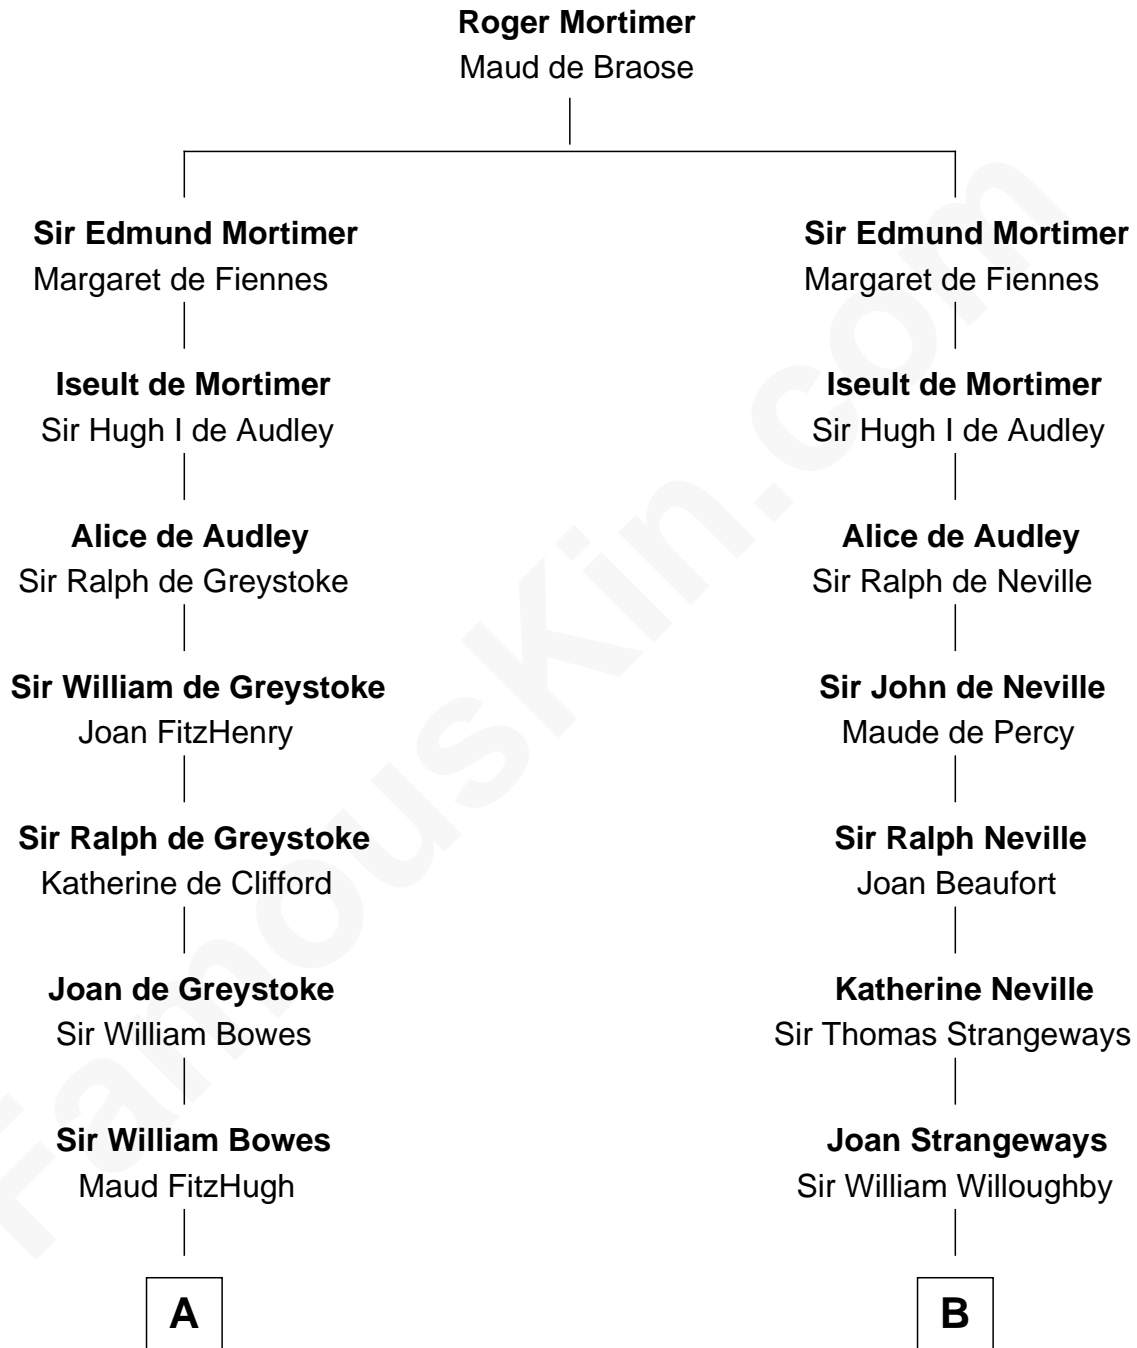 Roger Mortimer
Maud de Braose
Sir Edmund Mortimer
Margaret de Fiennes
Iseult de Mortimer
Sir Hugh I de Audley
Alice de Audley
Sir Ralph de Greystoke
Sir William de Greystoke
Joan FitzHenry
Sir Ralph de Greystoke
Katherine de Clifford
Joan de Greystoke
Sir William Bowes
Sir William Bowes
Maud FitzHugh
A
Sir Edmund Mortimer
Margaret de Fiennes
Iseult de Mortimer
Sir Hugh I de Audley
Alice de Audley
Sir Ralph de Neville
Sir John de Neville
Maude de Percy
Sir Ralph Neville
Joan Beaufort
Katherine Neville
Sir Thomas Strangeways
Joan Strangeways
Sir William Willoughby
B
FamousKin.com